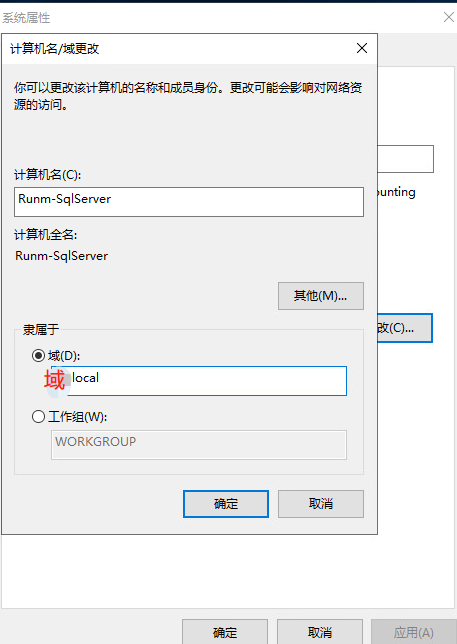 系统属性
计算机名/域更改
你可以更改该计算机的名称和成员身份。更改可能会影响对网络资
源的访问。
计算机名(C):
Runm-SqlServer
ounting
计算机全名:
Runm-SqlServer
其他(M)...
隶属于
改(C)...
域(D):
域 local
工作组(W):
WORKGROUP
确定
取消
确定
取消
应用(A)